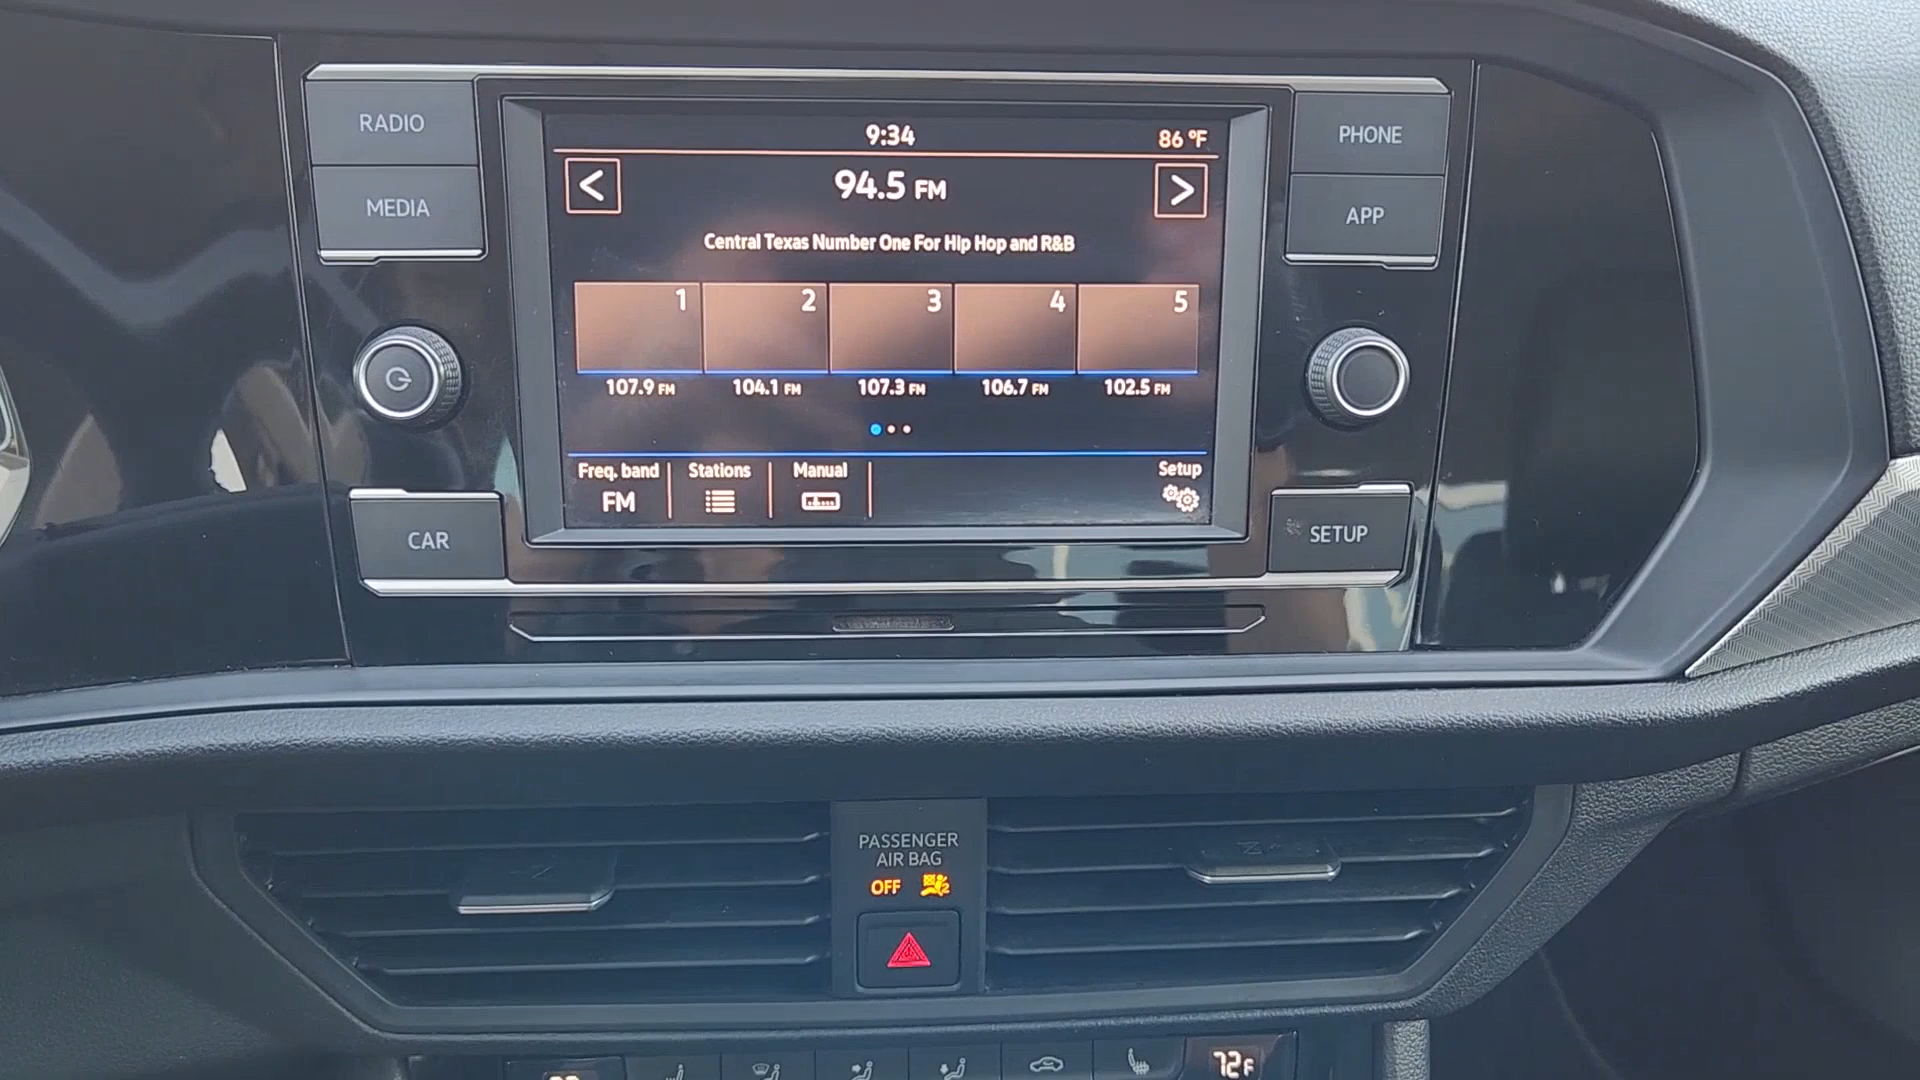 RADIO
MEDIA
CAR
9:34
86 °F
<
94.5 FM
>
Central Texas Number One For Hip Hop and R&B
1 2 3 4 5
107.9 FM 104.1 FM 107.3 FM 106.7 FM 102.5 FM
Freq. band Stations Manual Setup
FM
PHONE
APP
SETUP
PASSENGER
AIR BAG
OFF
72F